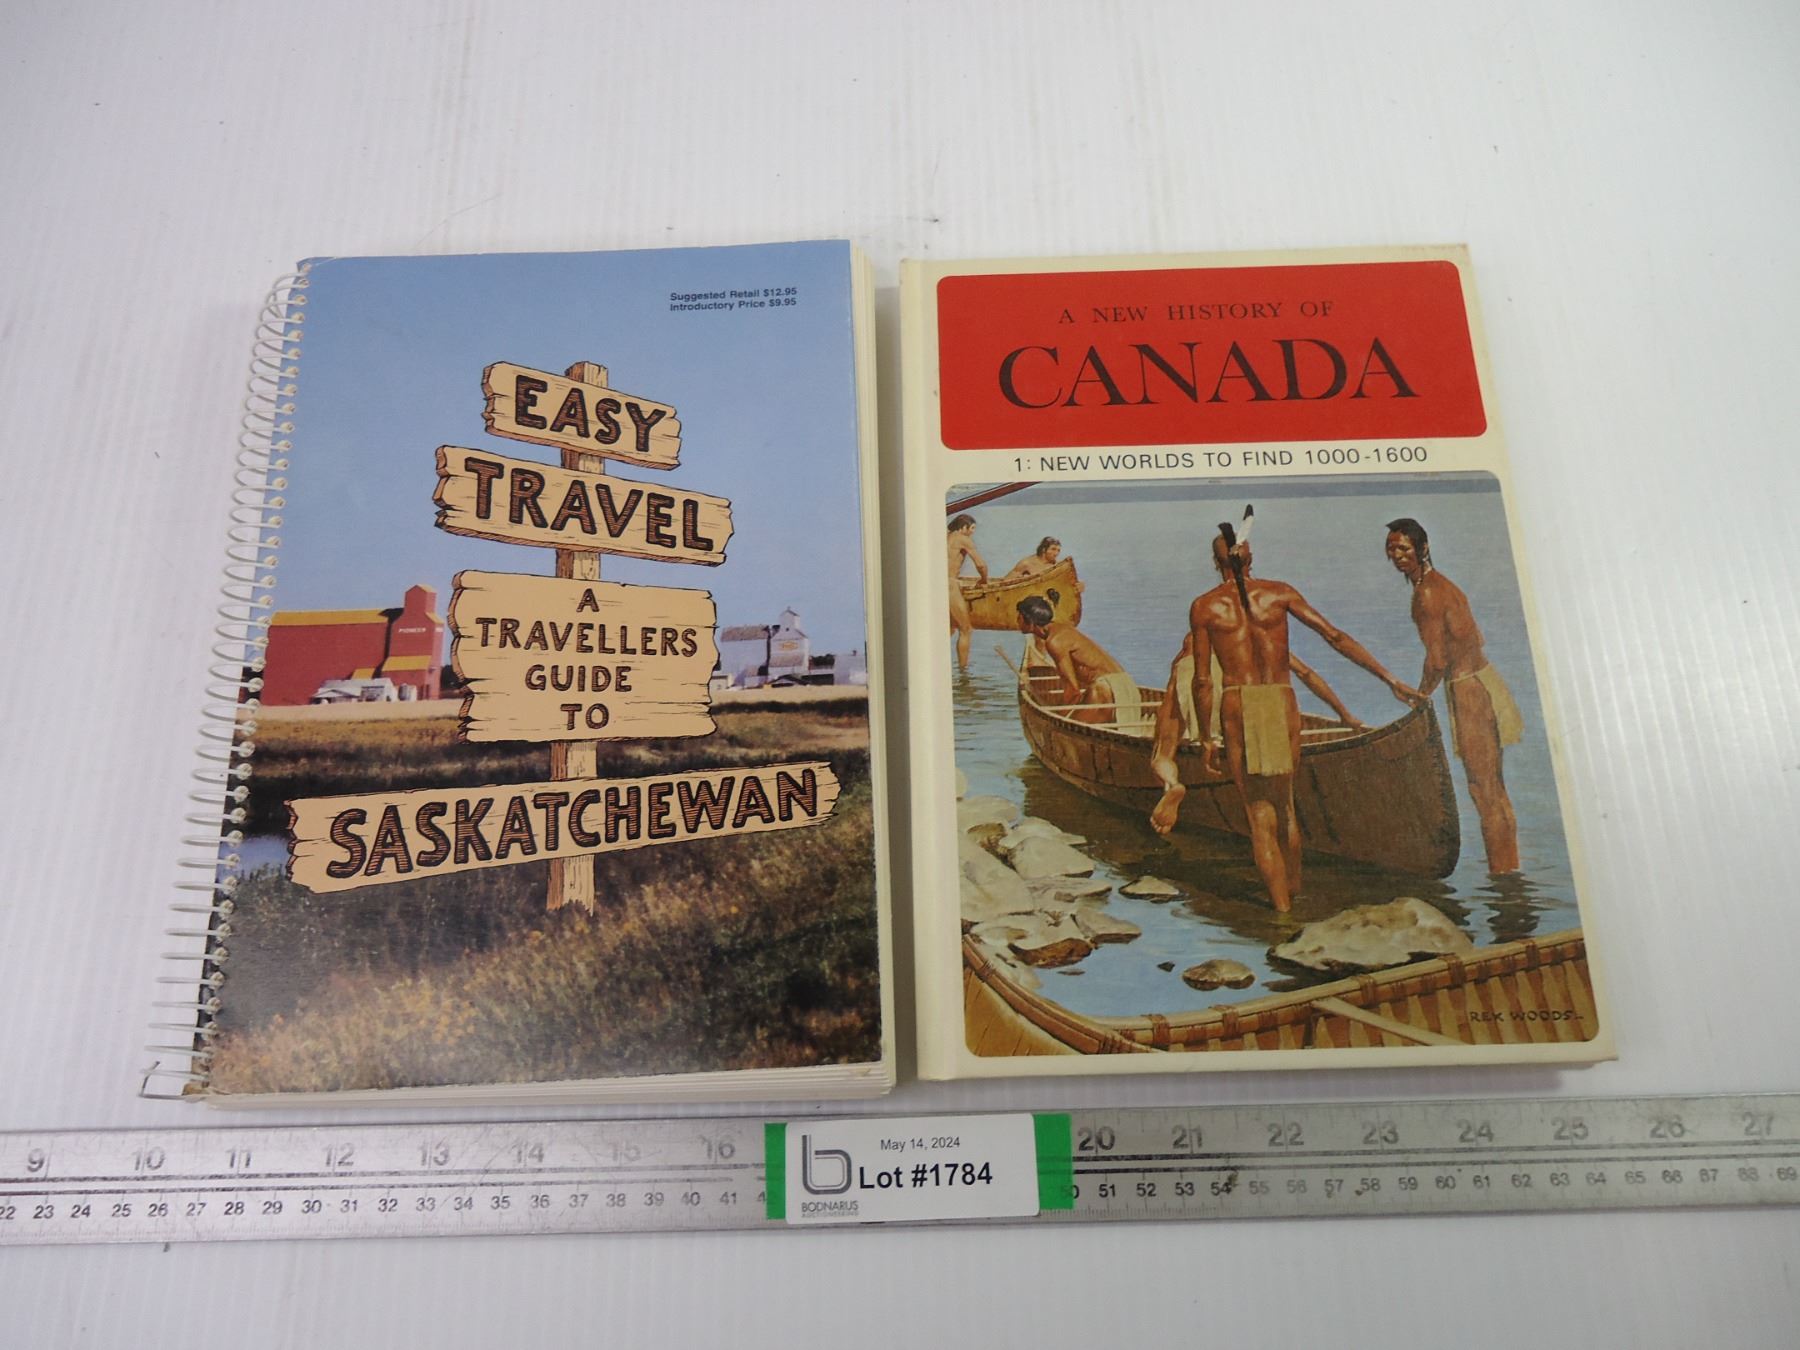 Suggested Retail $12.95
Introductory Price $9.95
EASY
TRAVEL
A
TRAVELLERS
GUIDE
TO
SASKATCHEWAN
PIONEER
A NEW HISTORY OF
CANADA
1: NEW WORLDS TO FIND 1000-1600
REX WOODS
9 10 11 12 13 14 15 16 20 21 22 23 24 25 26 27
22 23 24 25 26 27 28 29 30 31 32 33 34 35 36 37 38 39 40 41 50 51 52 53 54 55 56 57 58 59 60 61 62 63 64 65 66 67 68 69
May 14, 2024
Lot #1784
BODNARUS
AUCTIONEERING